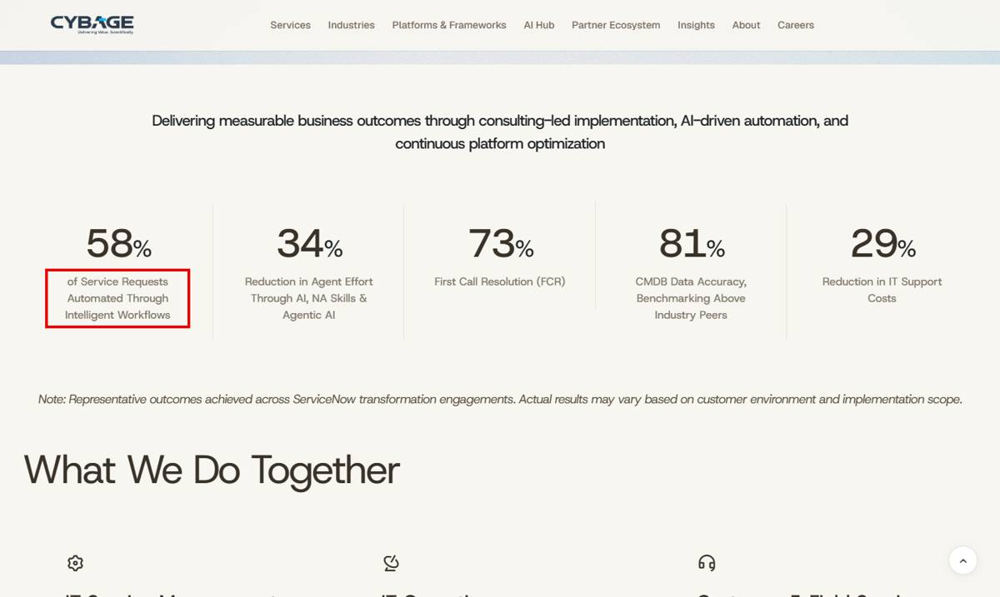 CYBAGE
Delivering Value. Scientifically.
Services Industries Platforms & Frameworks AI Hub Partner Ecosystem Insights About Careers
Delivering measurable business outcomes through consulting-led implementation, AI-driven automation, and
continuous platform optimization
58%
of Service Requests
Automated Through
Intelligent Workflows
34%
Reduction in Agent Effort
Through AI, NA Skills &
Agentic AI
73%
First Call Resolution (FCR)
81%
CMDB Data Accuracy,
Benchmarking Above
Industry Peers
29%
Reduction in IT Support
Costs
Note: Representative outcomes achieved across ServiceNow transformation engagements. Actual results may vary based on customer environment and implementation scope.
What We Do Together